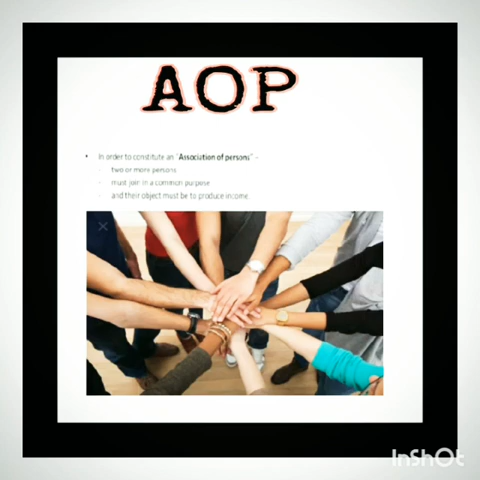 AOP
• In order to constitute an "Association of persons" -
- two or more persons
- must join in a common purpose
- and their object must be to produce income.
InShOt